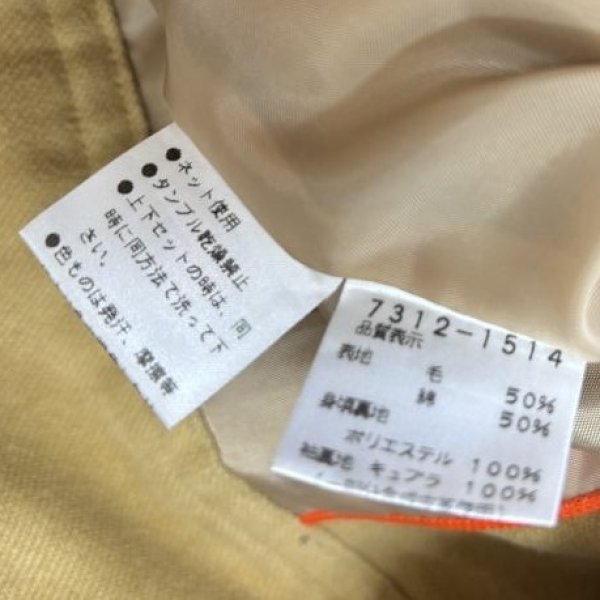 ●ネット使用
●タンブル乾燥禁止
●上下セットの時は、同
時に同方法で洗って下
さい。
●色ものは発汗、摩擦等
7312-1514
品質表示
表地
毛 50%
綿 50%
身頃裏地
ポリエステル 100%
袖裏地 キュプラ 100%